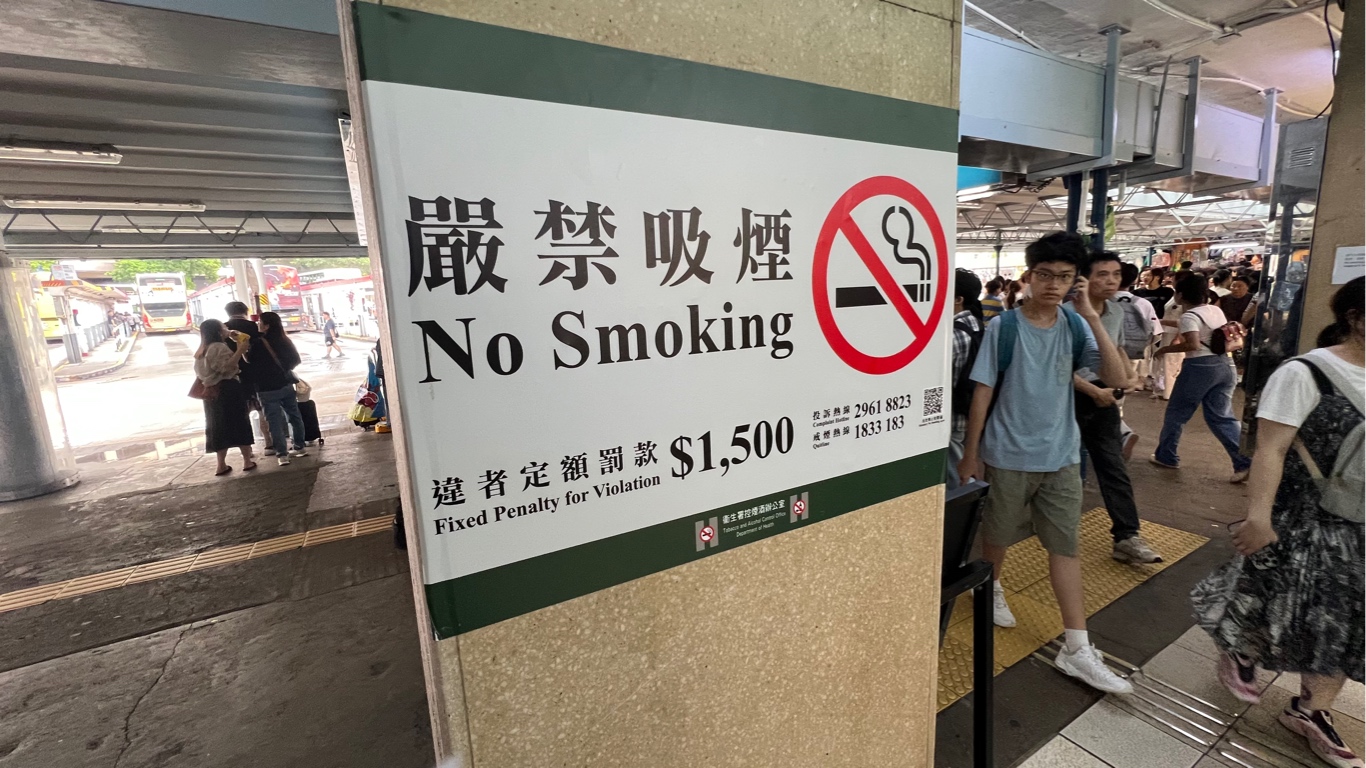 嚴禁吸煙
No Smoking
違者定額罰款 $1,500
Fixed Penalty for Violation
投訴熱線 2961 8823
Complaint Hotline
戒煙熱線 1833 183
Quitline
衞生署控煙酒辦公室
Tobacco and Alcohol Control Office
Department of Health